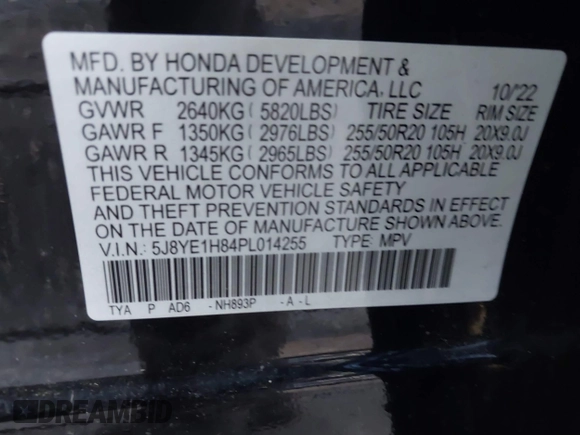 MFD. BY HONDA DEVELOPMENT &
MANUFACTURING OF AMERICA, LLC 10/'22
GVWR 2640KG ( 5820LBS) TIRE SIZE RIM SIZE
GAWR F 1350KG ( 2976LBS) 255/50R20 105H 20X9.0J
GAWR R 1345KG ( 2965LBS) 255/50R20 105H 20X9.0J
THIS VEHICLE CONFORMS TO ALL APPLICABLE
FEDERAL MOTOR VEHICLE SAFETY
AND THEFT PREVENTION STANDARDS IN EFFECT
ON THE DATE OF MANUFACTURE SHOWN ABOVE.
V.I.N.: 5J8YE1H84PL014255 TYPE: MPV
TYA P AD6 -NH893P -A-L
DREAMBID